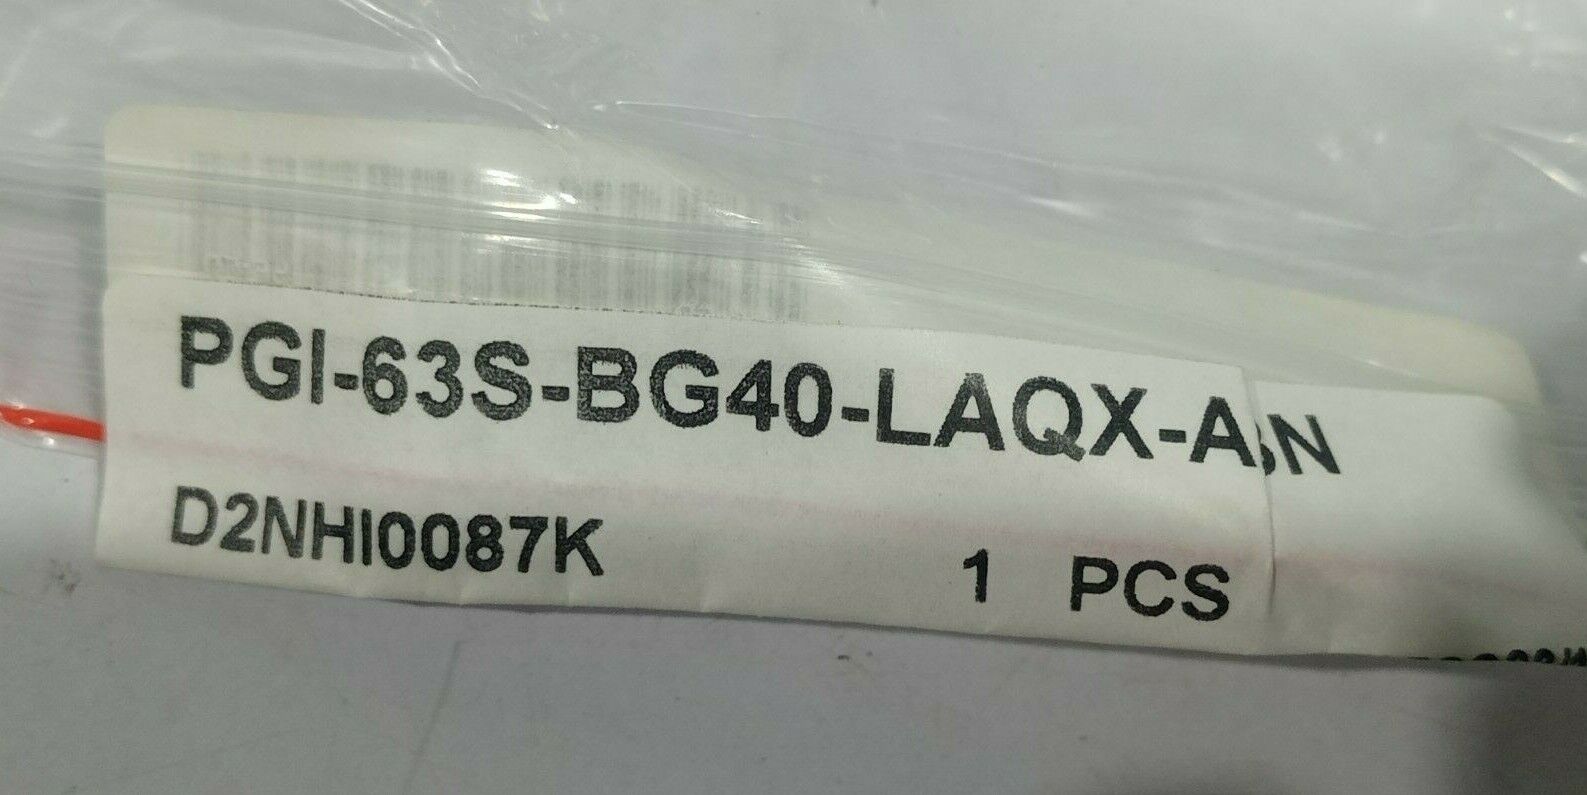 PGI-63S-BG40-LAQX-A
D2NHI0087K 1 PCS